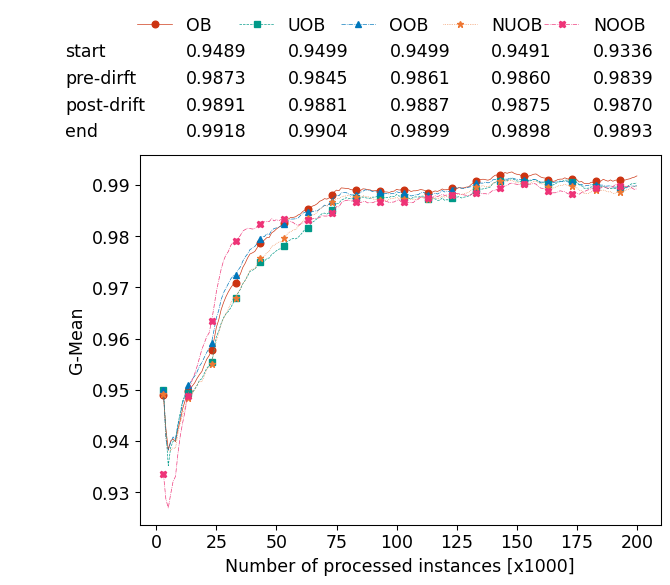 OB UOB OOB NUOB NOOB
start 0.9489 0.9499 0.9499 0.9491 0.9336
pre-dirft 0.9873 0.9845 0.9861 0.9860 0.9839
post-drift 0.9891 0.9881 0.9887 0.9875 0.9870
end 0.9918 0.9904 0.9899 0.9898 0.9893
0.99
0.98
0.97
0.96
0.95
0.94
0.93
G-Mean
0 25 50 75 100 125 150 175 200
Number of processed instances [x1000]